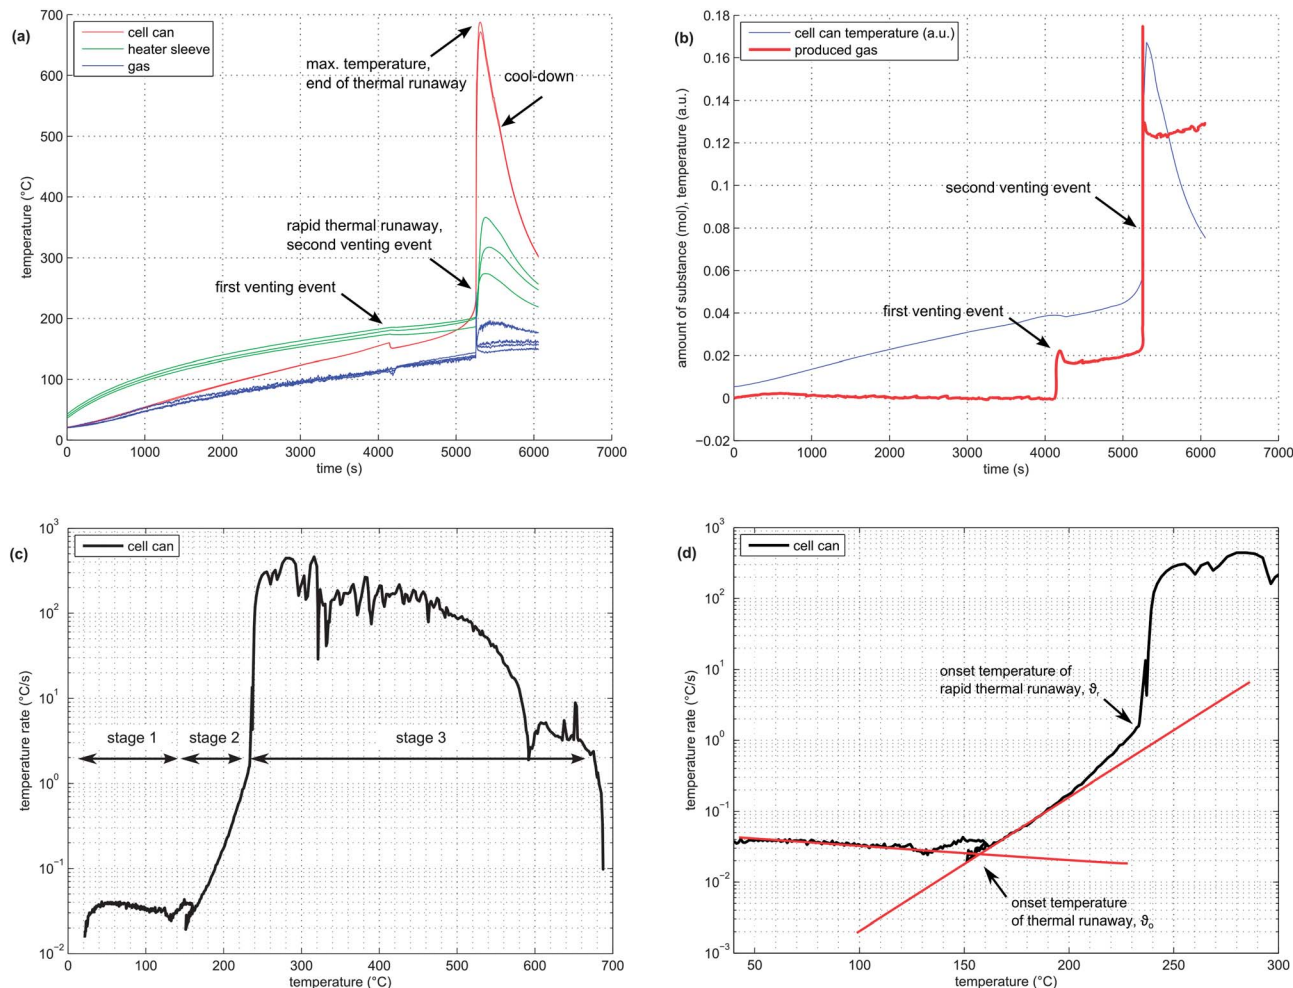 (a)
cell can
heater sleeve
gas
max. temperature,
end of thermal runaway
cool-down
rapid thermal runaway,
second venting event
first venting event
temperature (°C)
800
700
600
500
400
300
200
100
0
0 1000 2000 3000 4000 5000 6000 7000
time (s)
(b)
cell can temperature (a.u.)
produced gas
second venting event
first venting event
amount of substance (mol), temperature (a.u.)
0.18
0.16
0.14
0.12
0.10
0.08
0.06
0.04
0.02
0
−0.02
0 1000 2000 3000 4000 5000 6000 7000
time (s)
(c)
cell can
stage 1 stage 2 stage 3
temperature rate (°C/s)
10³
10²
10¹
10⁰
10⁻¹
10⁻²
0 100 200 300 400 500 600 700
temperature (°C)
(d)
cell can
onset temperature of
rapid thermal runaway, ϑr
onset temperature
of thermal runaway, ϑo
temperature rate (°C/s)
10³
10²
10¹
10⁰
10⁻¹
10⁻²
10⁻³
50 100 150 200 250 300
temperature (°C)